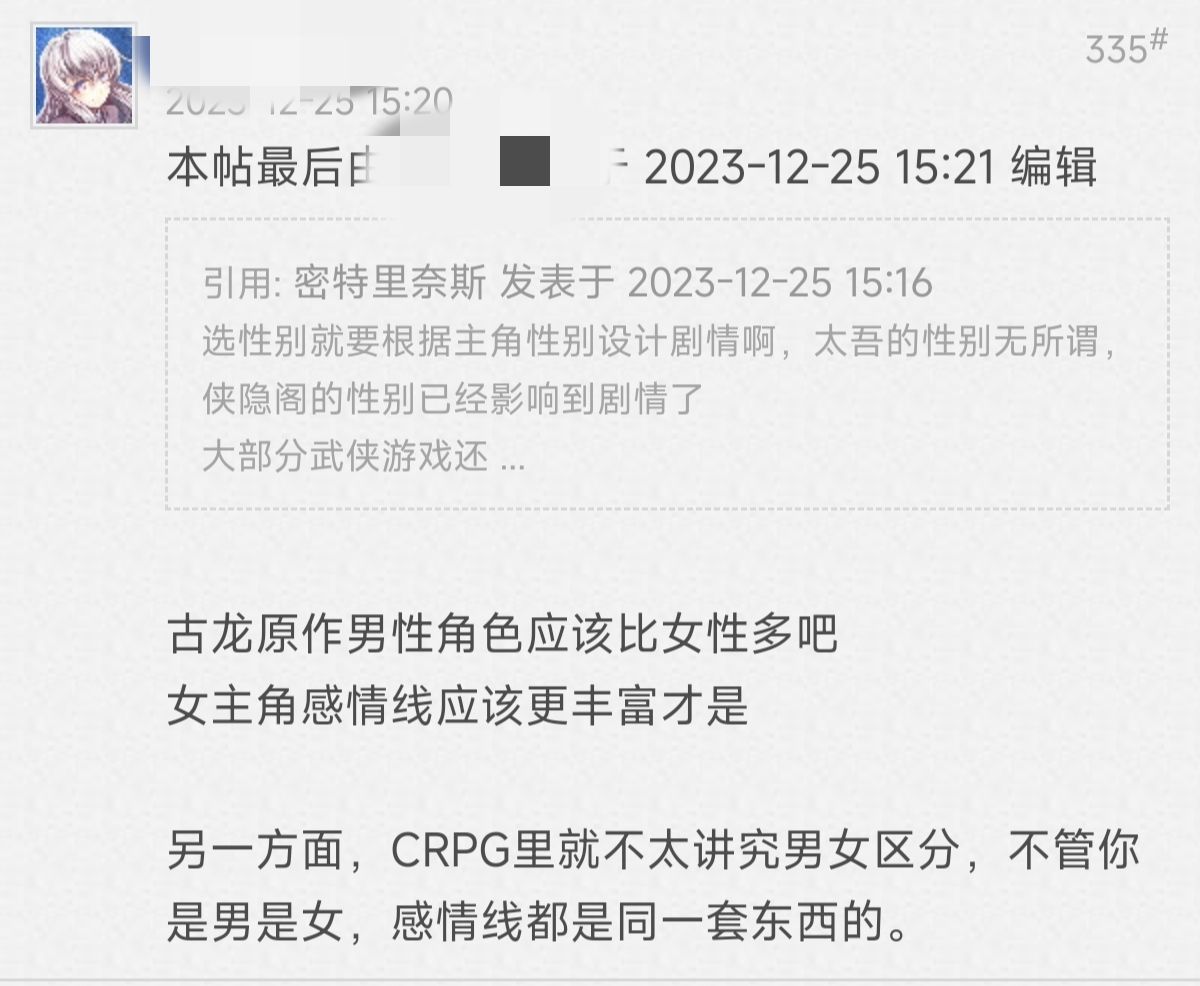 335#
2023-12-25 15:20
本帖最后由 2023-12-25 15:21 编辑
引用: 密特里奈斯 发表于 2023-12-25 15:16
选性别就要根据主角性别设计剧情啊，太吾的性别无所谓，
侠隐阁的性别已经影响到剧情了
大部分武侠游戏还 ...
古龙原作男性角色应该比女性多吧
女主角感情线应该更丰富才是
另一方面，CRPG里就不太讲究男女区分，不管你
是男是女，感情线都是同一套东西的。